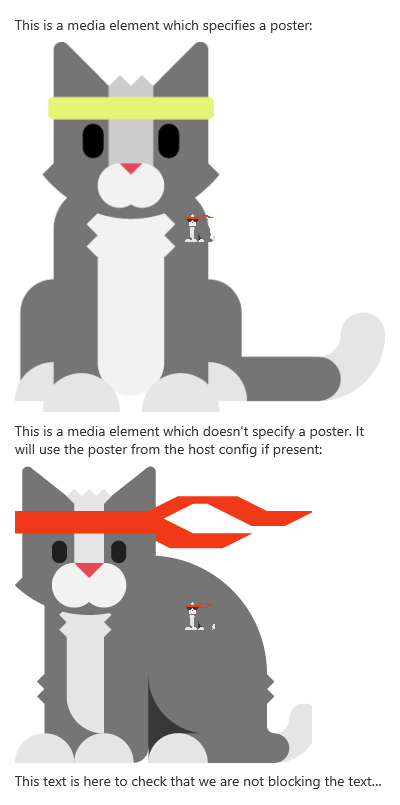 This is a media element which specifies a poster:
This is a media element which doesn't specify a poster. It
will use the poster from the host config if present:
This text is here to check that we are not blocking the text...